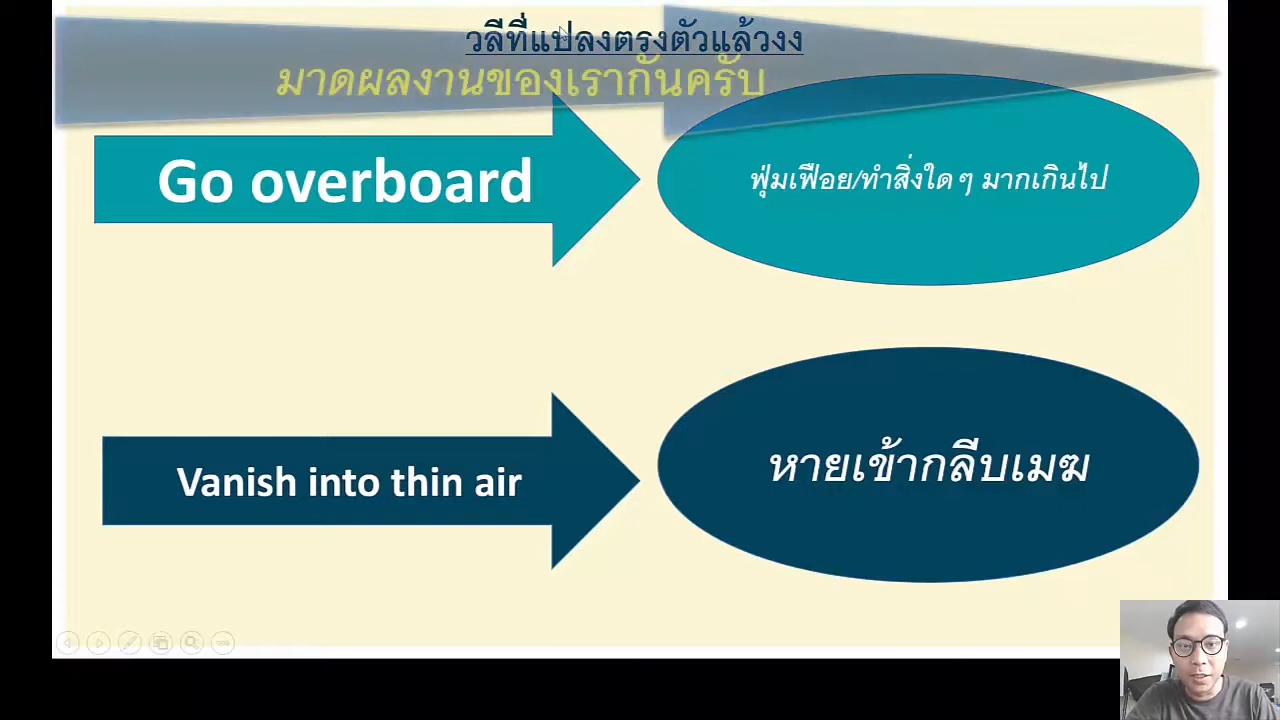 วลีที่แปลงตรงตัวแล้วงง
มาดผลงานของเรากันครับ
Go overboard
ฟุ่มเฟือย/ทำสิ่งใด ๆ มากเกินไป
Vanish into thin air
หายเข้ากลีบเมฆ